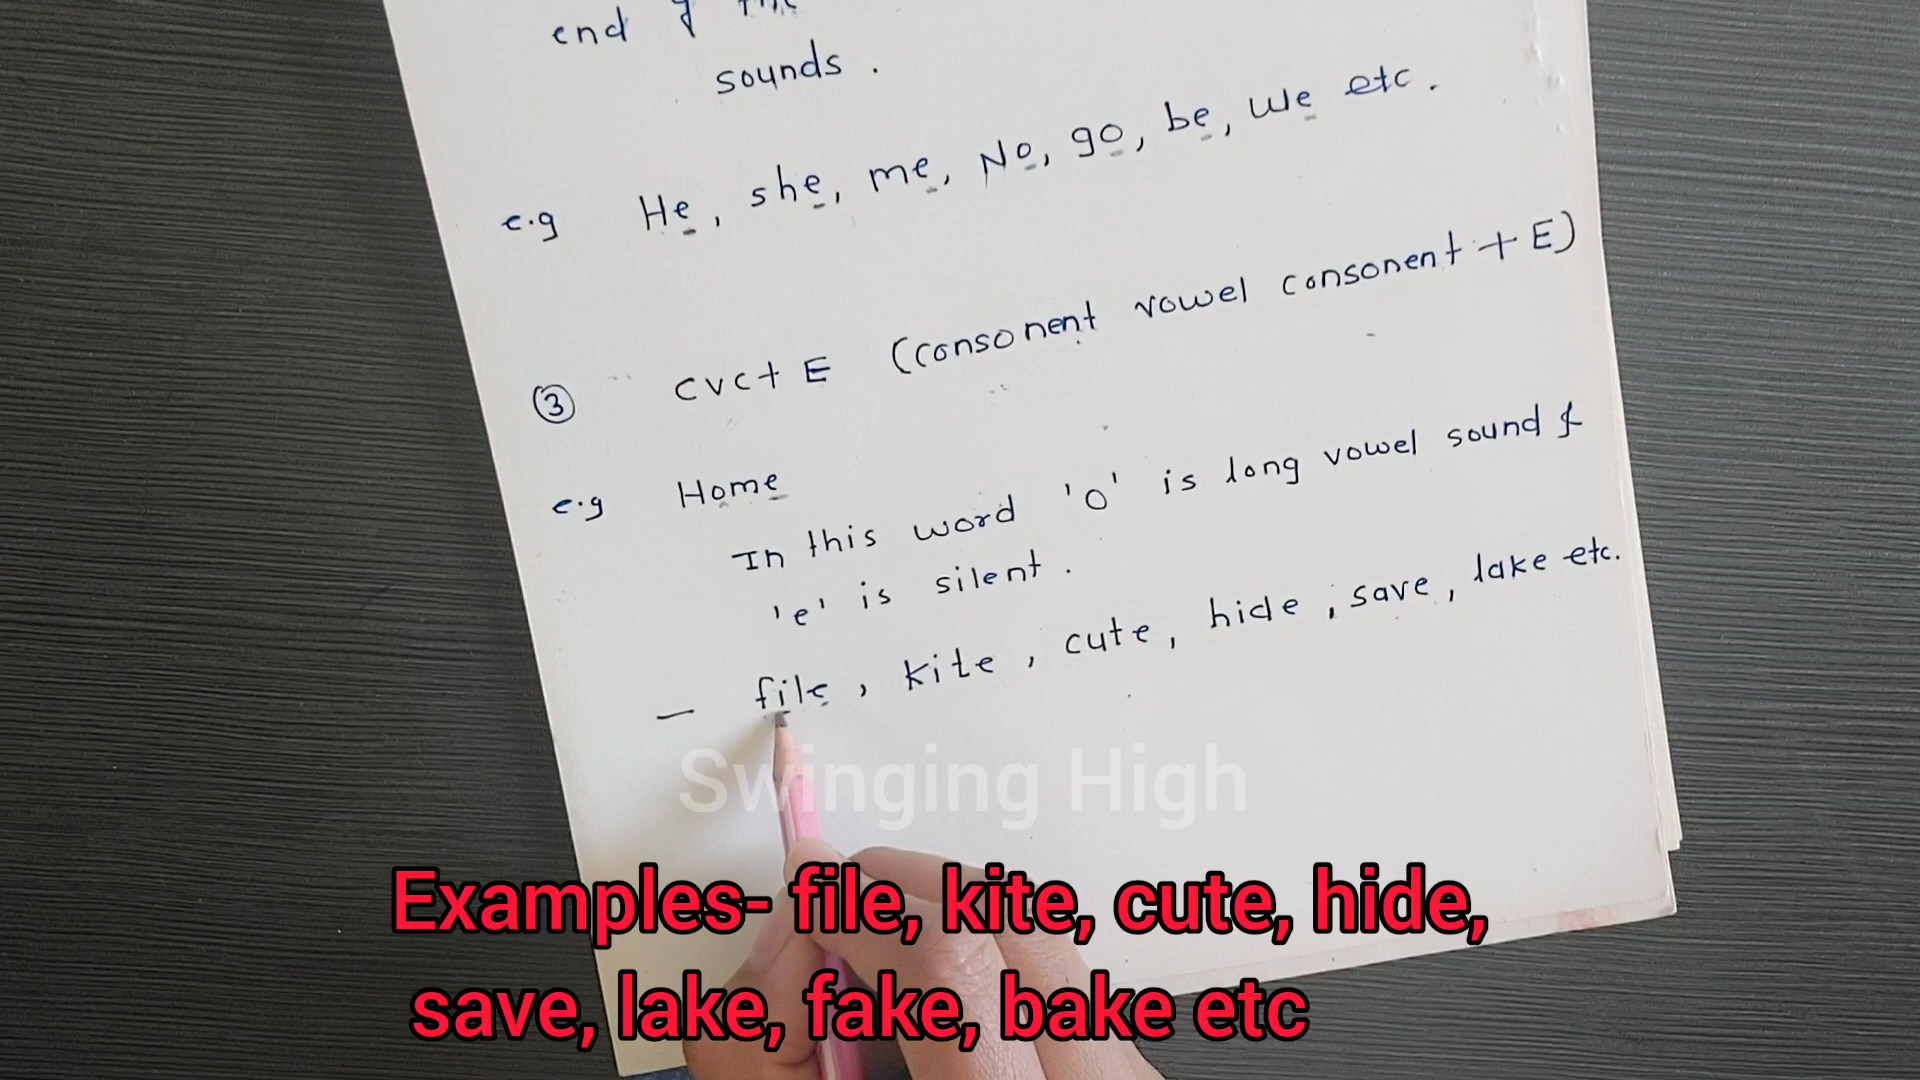 end of the
sounds.
e.g He, she, me, No, go, be, we etc.
③ CVC+E (consonent vowel consonent + E)
e.g Home
In this word 'o' is long vowel sound &
'e' is silent.
— file, kite, cute, hide, save, lake etc.
Swinging High
Examples- file, kite, cute, hide,
save, lake, fake, bake etc